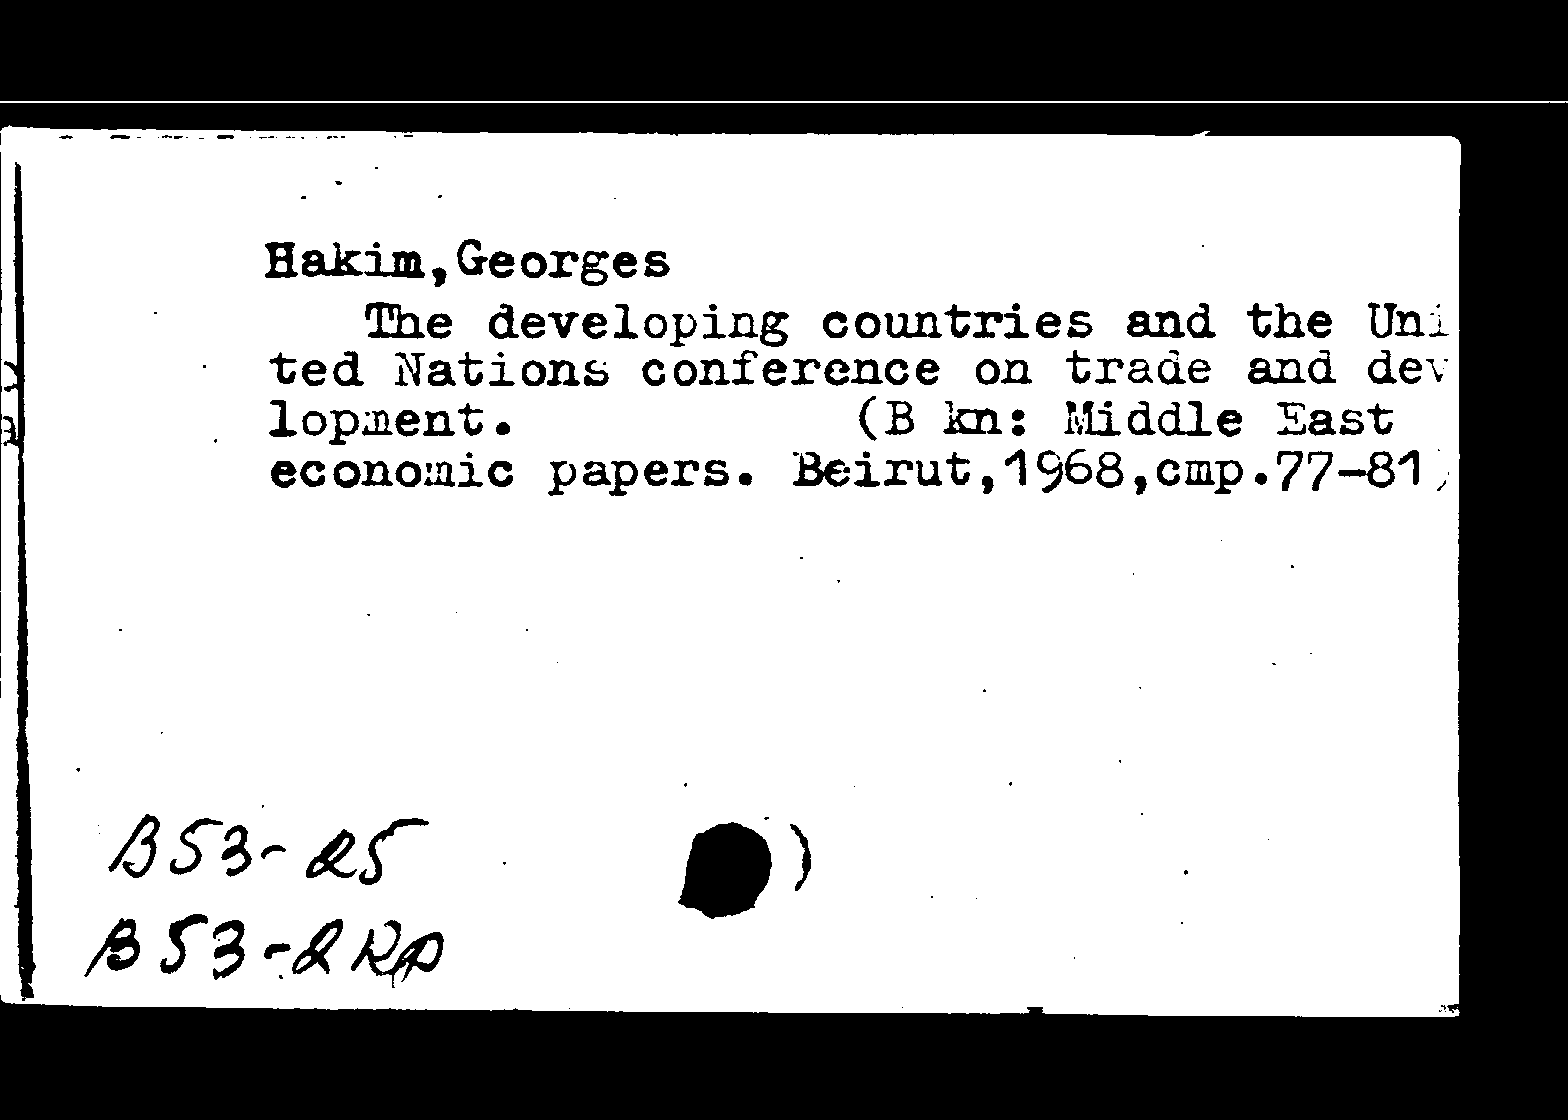 Hakim,Georges
The developing countries and the Uni
ted Nations conference on trade and dev
lopment. (B kn: Middle East
economic papers. Beirut,1968,cmp.77-81)
B53-25
B53-2